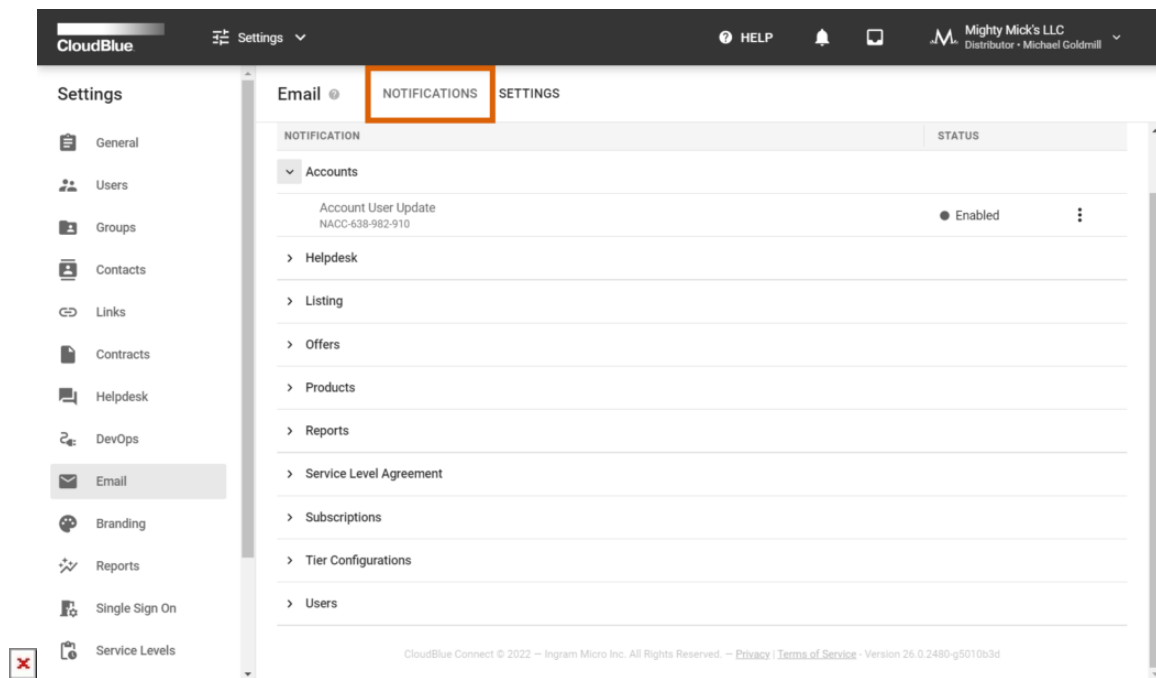 CloudBlue
Settings
HELP
Mighty Mick's LLC
.M.
Distributor • Michael Goldmill
Settings
General
Users
Groups
Contacts
Links
Contracts
Helpdesk
DevOps
Email
Branding
Reports
Single Sign On
Service Levels
Email
NOTIFICATIONS
SETTINGS
NOTIFICATION
STATUS
Accounts
Account User Update
NACC-638-982-910
Enabled
Helpdesk
Listing
Offers
Products
Reports
Service Level Agreement
Subscriptions
Tier Configurations
Users
CloudBlue Connect © 2022 — Ingram Micro Inc. All Rights Reserved. — Privacy | Terms of Service - Version 26.0.2480-g5010b3d